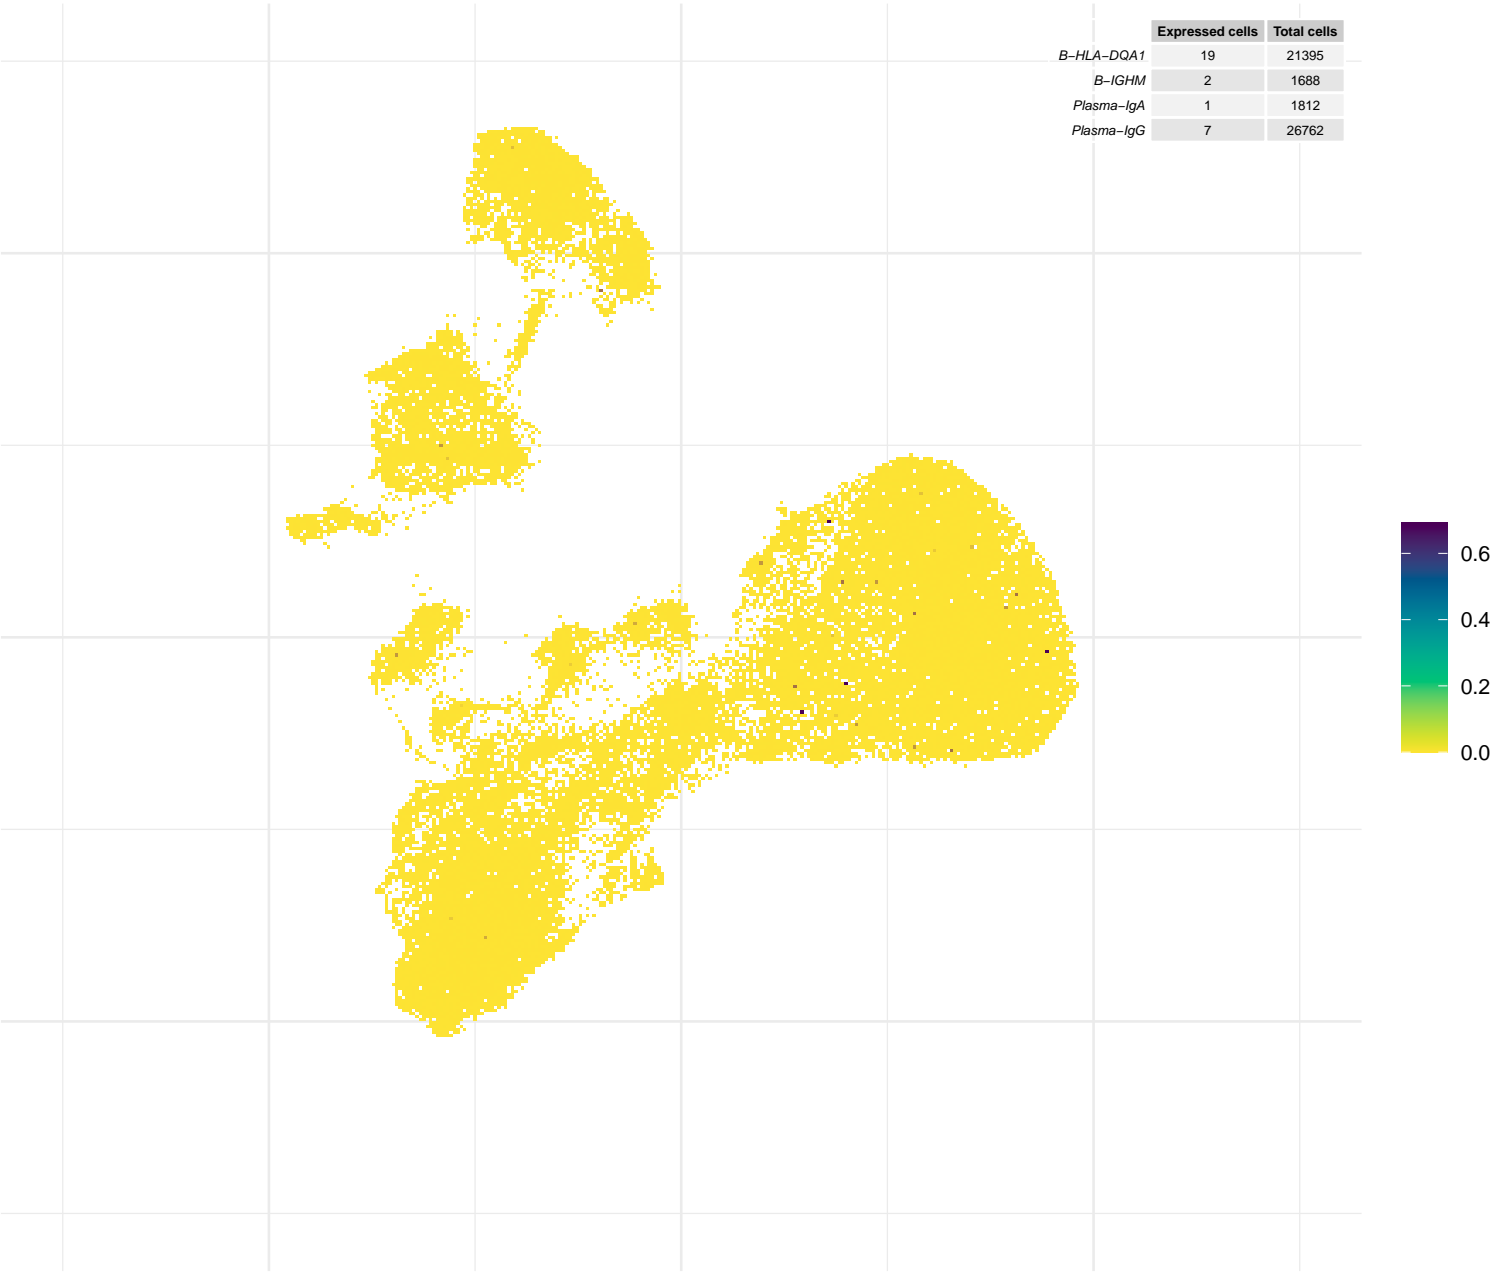 Expressed cells Total cells
B−HLA−DQA1 19 21395
B−IGHM 2 1688
Plasma−IgA 1 1812
Plasma−IgG 7 26762
0.6
0.4
0.2
0.0